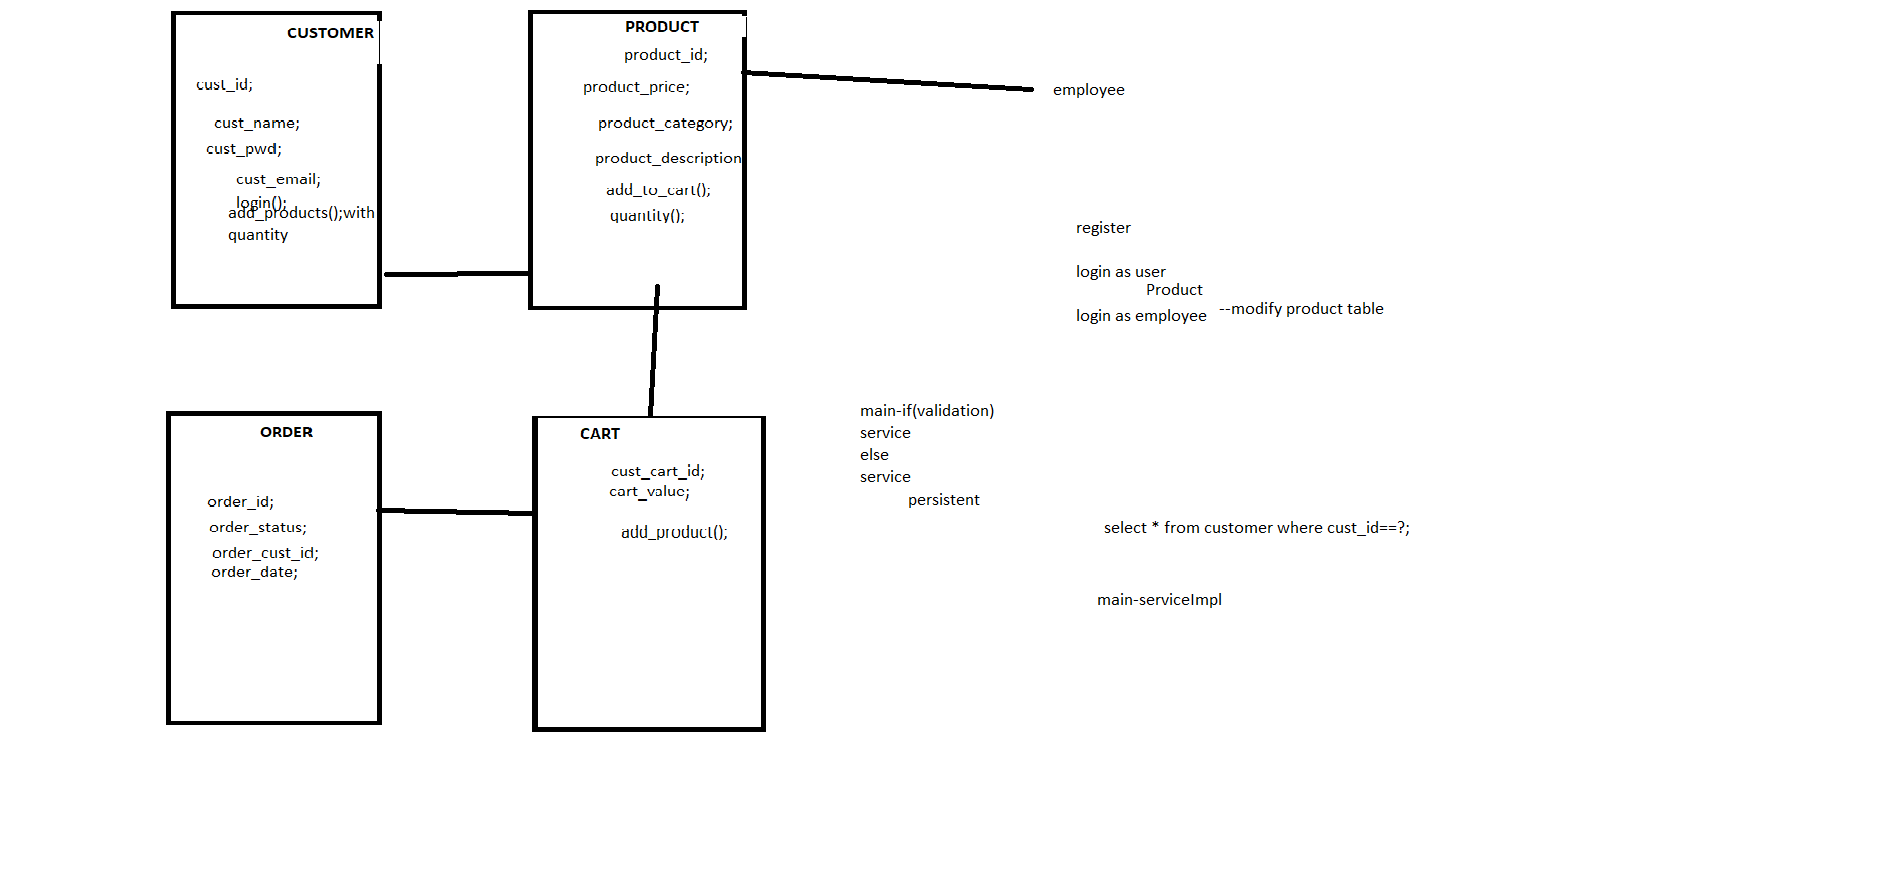 CUSTOMER
cust_id;
cust_name;
cust_pwd;
cust_email;
login();
add_products();with
quantity
PRODUCT
product_id;
product_price;
product_category;
product_description
add_to_cart();
quantity();
employee
register
login as user
Product
login as employee
--modify product table
ORDER
order_id;
order_status;
order_cust_id;
order_date;
CART
cust_cart_id;
cart_value;
add_product();
main-if(validation)
service
else
service
persistent
select * from customer where cust_id==?;
main-serviceImpl